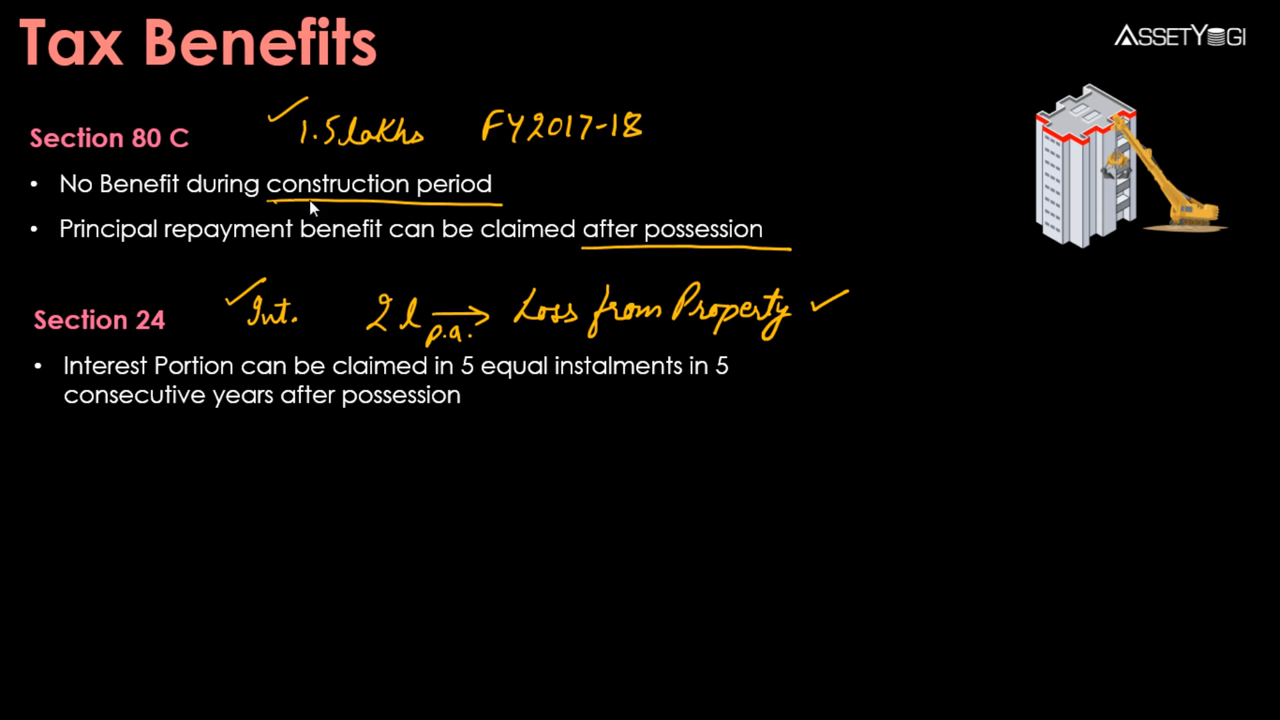 Tax Benefits
ASSETYOGI
Section 80 C ✓ 1.5 lakhs FY2017-18
• No Benefit during construction period
• Principal repayment benefit can be claimed after possession
Section 24 ✓ Int. 2 l p.a. → Loss from Property ✓
• Interest Portion can be claimed in 5 equal instalments in 5
consecutive years after possession